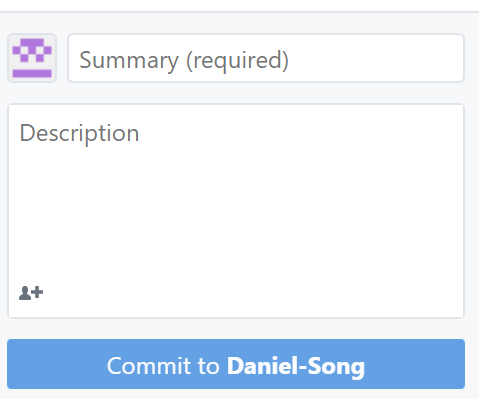 Summary (required)
Description
Commit to Daniel-Song